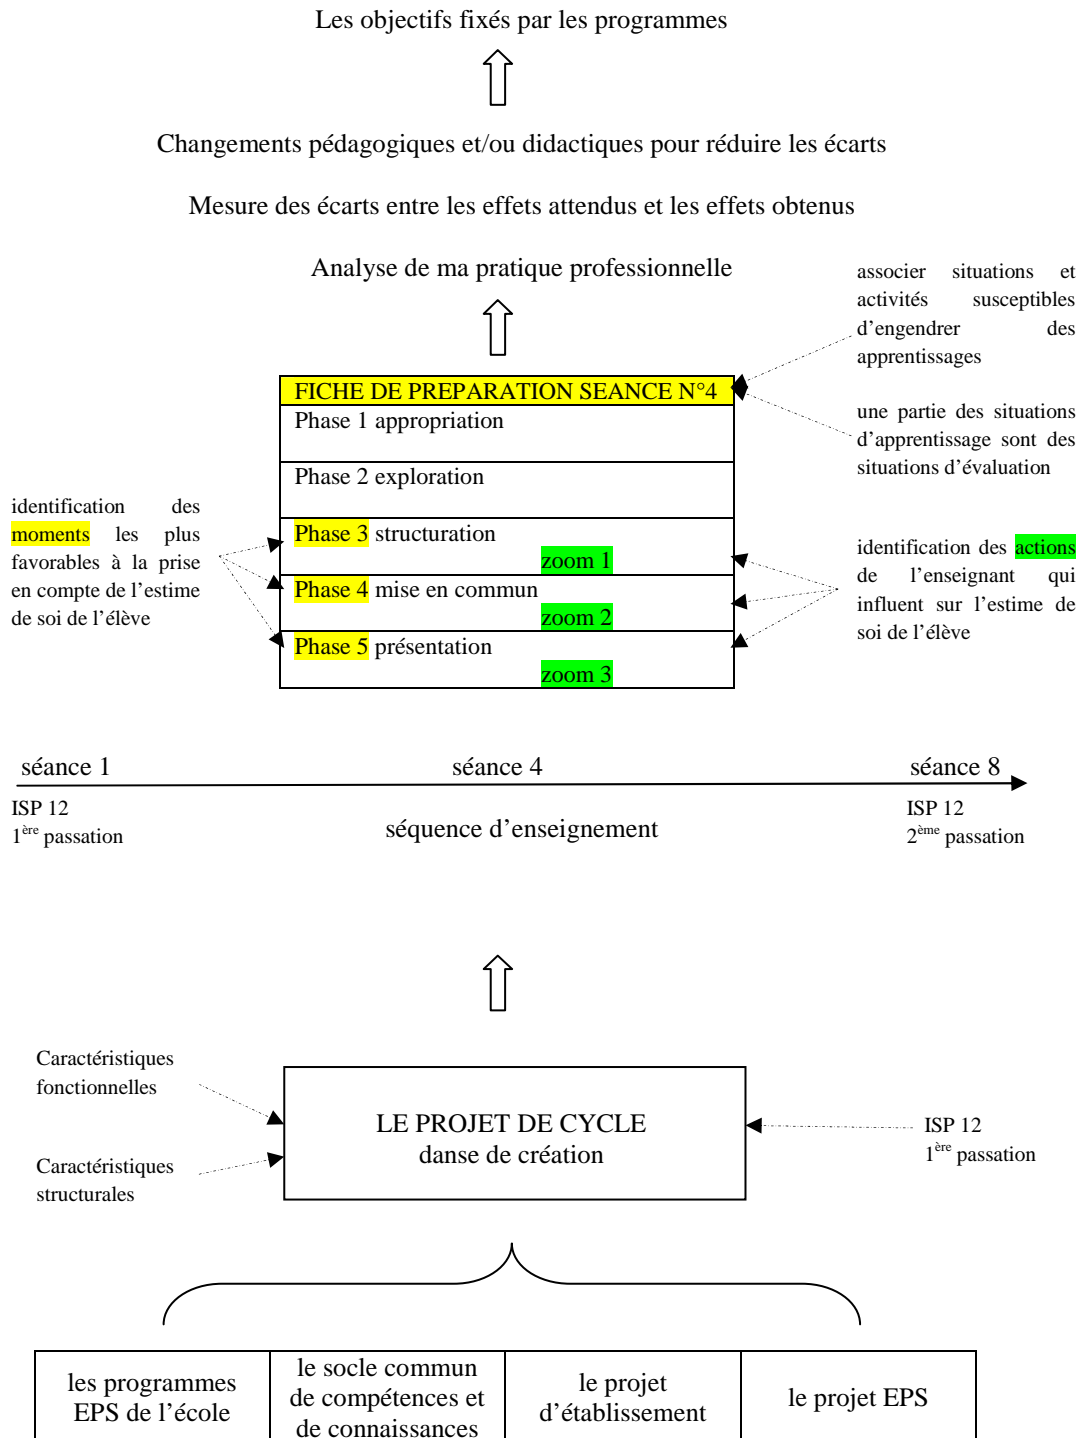 Les objectifs fixés par les programmes
Changements pédagogiques et/ou didactiques pour réduire les écarts
Mesure des écarts entre les effets attendus et les effets obtenus
Analyse de ma pratique professionnelle
associer situations et
activités susceptibles
d’engendrer des
apprentissages
une partie des situations
d’apprentissage sont des
situations d’évaluation
FICHE DE PREPARATION SEANCE N°4
Phase 1 appropriation
Phase 2 exploration
Phase 3 structuration
zoom 1
Phase 4 mise en commun
zoom 2
Phase 5 présentation
zoom 3
identification des
moments les plus
favorables à la prise
en compte de l’estime
de soi de l’élève
identification des actions
de l’enseignant qui
influent sur l’estime de
soi de l’élève
séance 1
séance 4
séance 8
ISP 12
1ère passation
séquence d’enseignement
ISP 12
2ème passation
Caractéristiques
fonctionnelles
Caractéristiques
structurales
LE PROJET DE CYCLE
danse de création
ISP 12
1ère passation
les programmes
EPS de l’école
le socle commun
de compétences et
de connaissances
le projet
d’établissement
le projet EPS